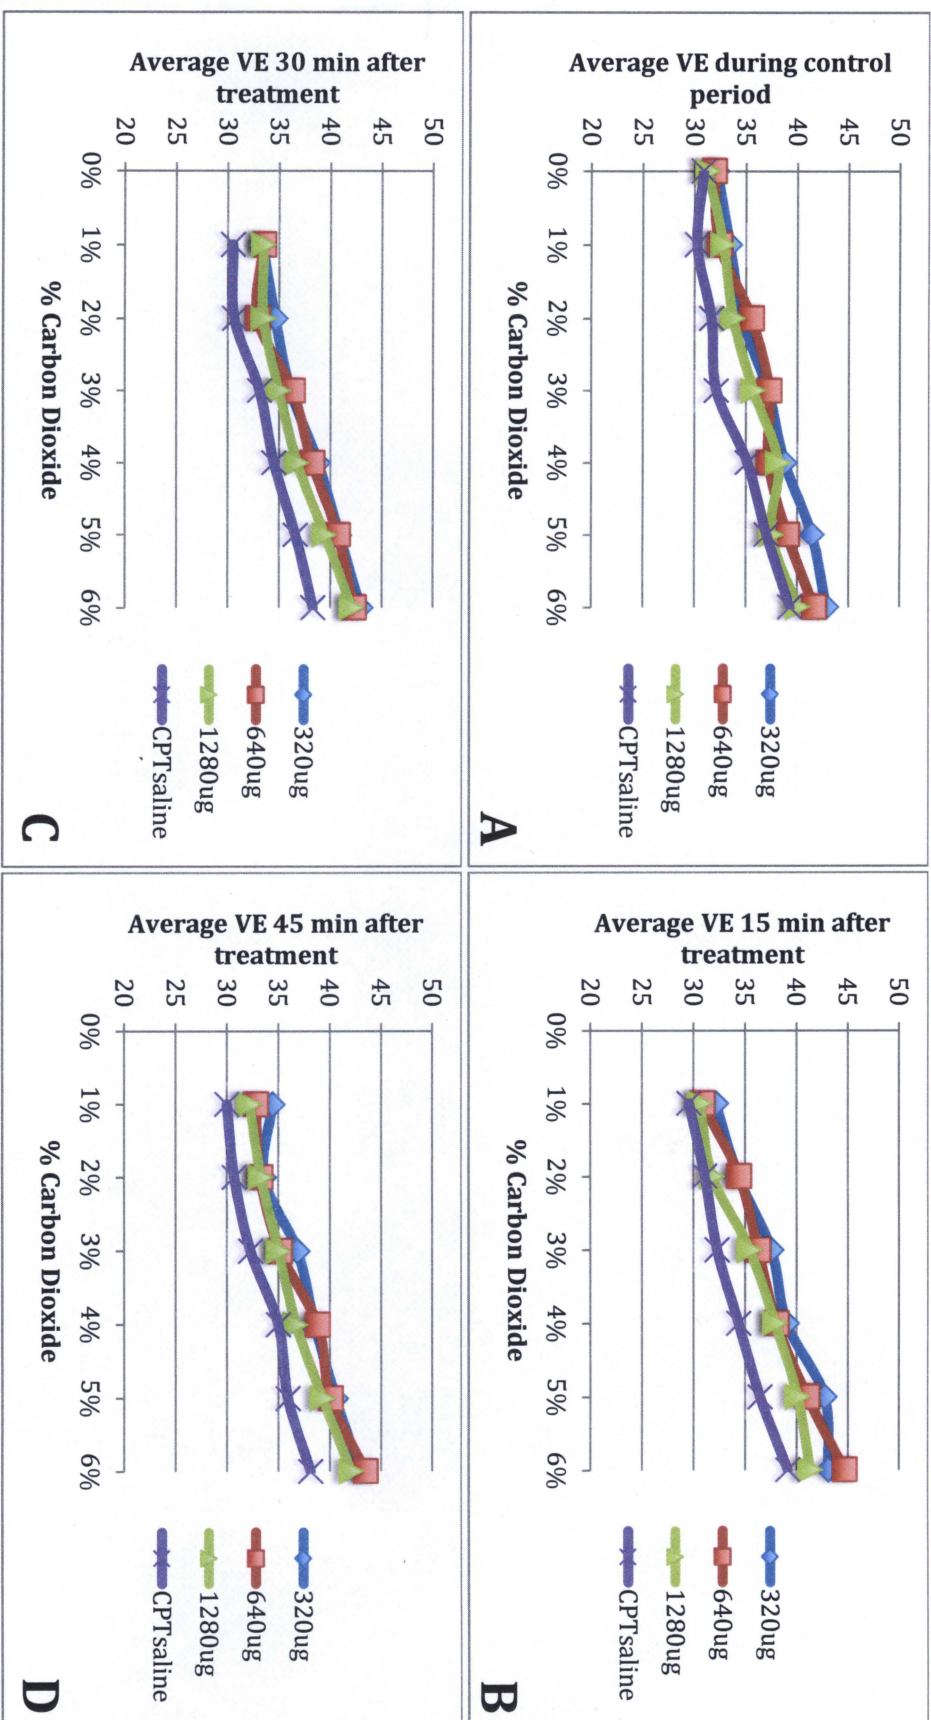 Average VE during control
period
50
45
40
35
30
25
20
0%
1%
2%
3%
4%
5%
6%
% Carbon Dioxide
320ug
640ug
1280ug
CPTsaline
A
Average VE 15 min after
treatment
50
45
40
35
30
25
20
0%
1%
2%
3%
4%
5%
6%
% Carbon Dioxide
320ug
640ug
1280ug
CPTsaline
B
Average VE 30 min after
treatment
50
45
40
35
30
25
20
0%
1%
2%
3%
4%
5%
6%
% Carbon Dioxide
320ug
640ug
1280ug
CPTsaline
C
Average VE 45 min after
treatment
50
45
40
35
30
25
20
0%
1%
2%
3%
4%
5%
6%
% Carbon Dioxide
320ug
640ug
1280ug
CPTsaline
D